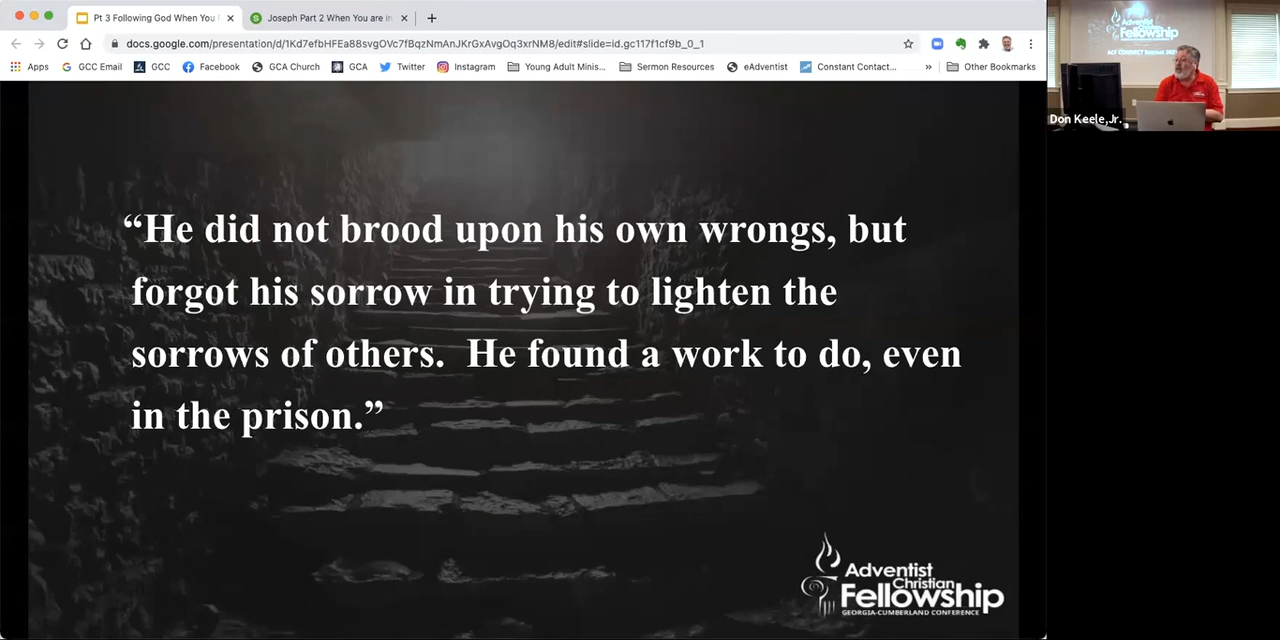 Pt 3 Following God When You F
Joseph Part 2 When You are in
docs.google.com/presentation/d/1Kd7efbHFEa88svgOVc7fBqzNmAnJKrGxAvgOq3xrNM8/edit#slide=id.gc117f1cf9b_0_1
Apps GCC Email GCC Facebook GCA Church GCA Twitter Instagram Young Adult Minis... Sermon Resources eAdventist Constant Contact... » Other Bookmarks
“He did not brood upon his own wrongs, but
forgot his sorrow in trying to lighten the
sorrows of others. He found a work to do, even
in the prison.”
Adventist
Christian
Fellowship
GEORGIA-CUMBERLAND CONFERENCE
Adventist
Christian
Fellowship
Don Keele,Jr.